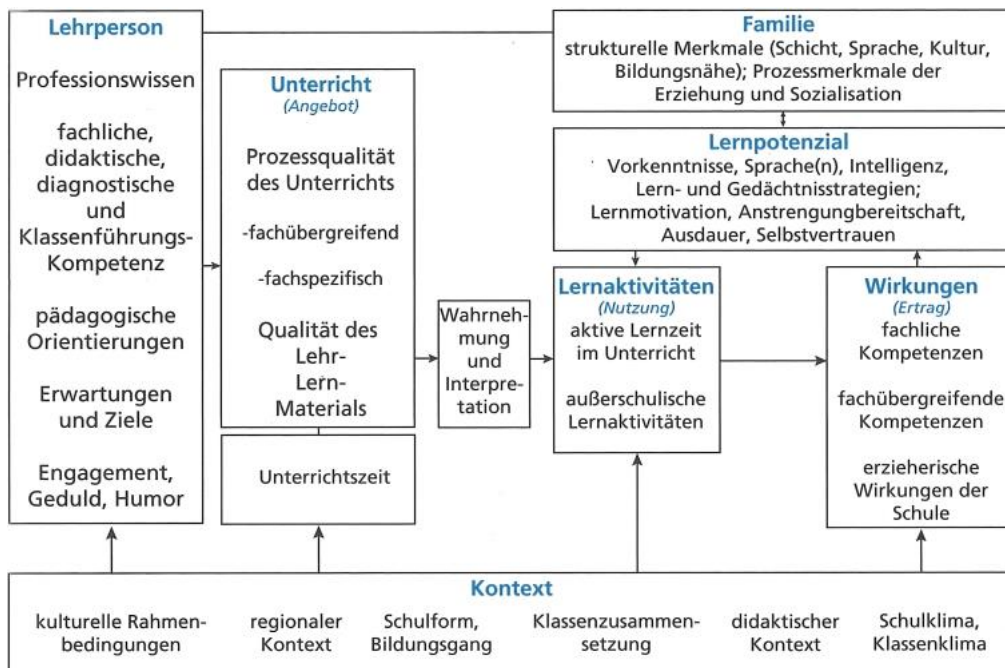 Lehrperson
Professionswissen
fachliche,
didaktische,
diagnostische
und
Klassenführungs-
Kompetenz
pädagogische
Orientierungen
Erwartungen
und Ziele
Engagement,
Geduld, Humor
Unterricht
(Angebot)
Prozessqualität
des Unterrichts
-fachübergreifend
-fachspezifisch
Qualität des
Lehr-
Lern-
Materials
Unterrichtszeit
Wahrneh-
mung
und
Interpre-
tation
Familie
strukturelle Merkmale (Schicht, Sprache, Kultur,
Bildungsnähe); Prozessmerkmale der
Erziehung und Sozialisation
Lernpotenzial
Vorkenntnisse, Sprache(n), Intelligenz,
Lern- und Gedächtnisstrategien;
Lernmotivation, Anstrengungbereitschaft,
Ausdauer, Selbstvertrauen
Lernaktivitäten
(Nutzung)
aktive Lernzeit
im Unterricht
außerschulische
Lernaktivitäten
Wirkungen
(Ertrag)
fachliche
Kompetenzen
fachübergreifende
Kompetenzen
erzieherische
Wirkungen der
Schule
Kontext
kulturelle Rahmen-
bedingungen
regionaler
Kontext
Schulform,
Bildungsgang
Klassenzusammen-
setzung
didaktischer
Kontext
Schulklima,
Klassenklima